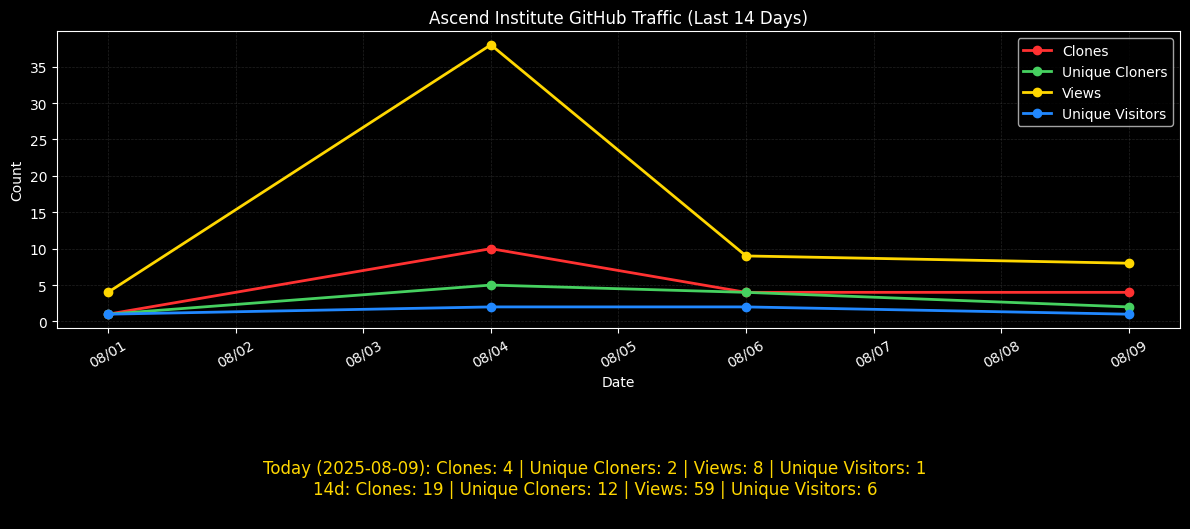 Ascend Institute GitHub Traffic (Last 14 Days)
Clones
Unique Cloners
Views
Unique Visitors
Count
35
30
25
20
15
10
5
0
08/01
08/02
08/03
08/04
08/05
08/06
08/07
08/08
08/09
Date
Today (2025-08-09): Clones: 4 | Unique Cloners: 2 | Views: 8 | Unique Visitors: 1
14d: Clones: 19 | Unique Cloners: 12 | Views: 59 | Unique Visitors: 6